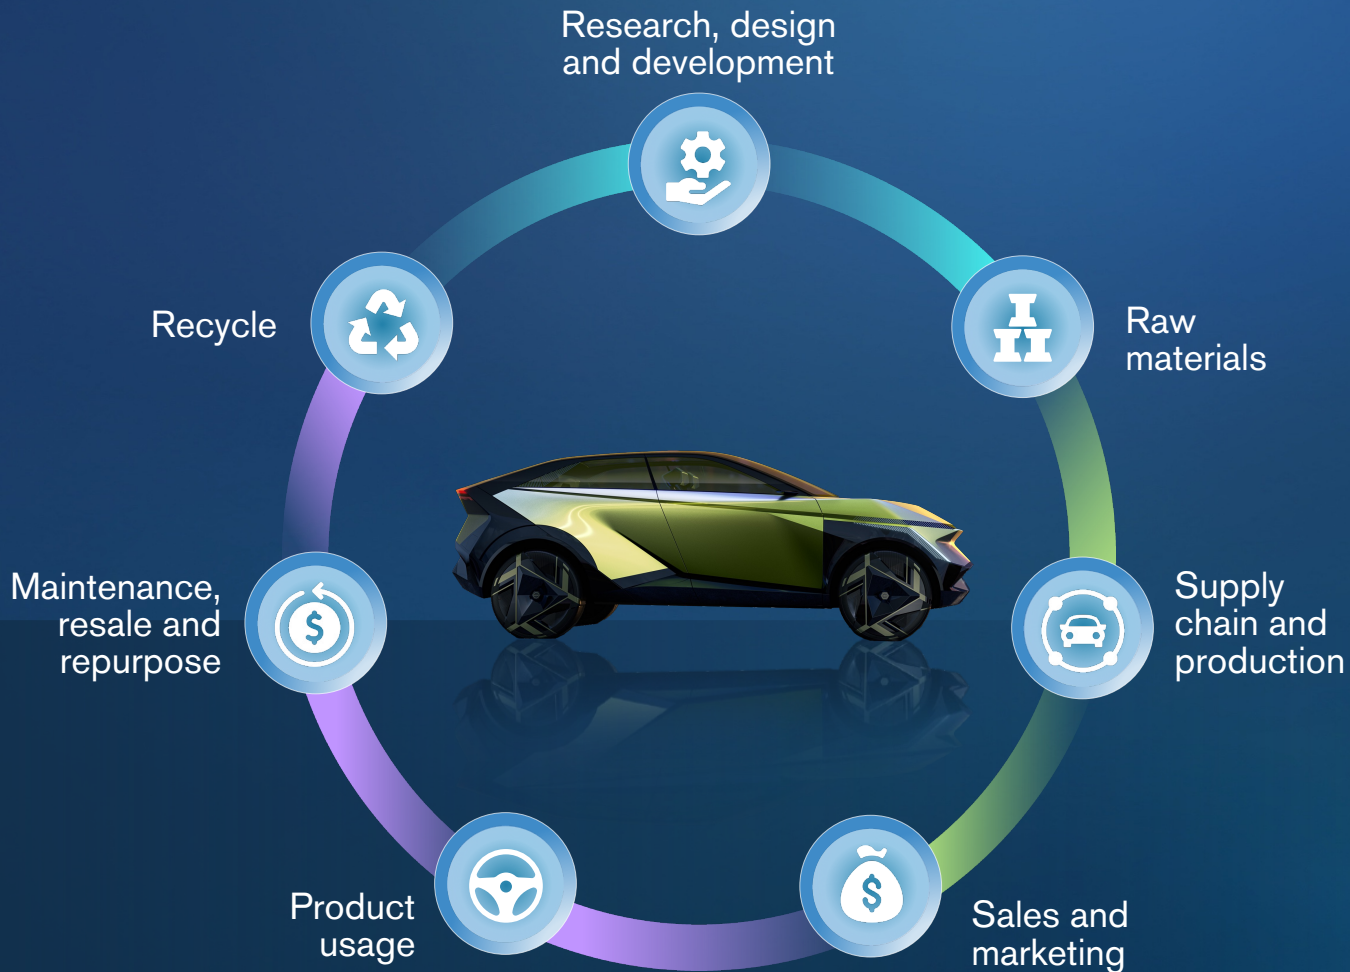 Research, design
and development
Raw
materials
Supply
chain and
production
Sales and
marketing
Product
usage
Maintenance,
resale and
repurpose
Recycle
$
$